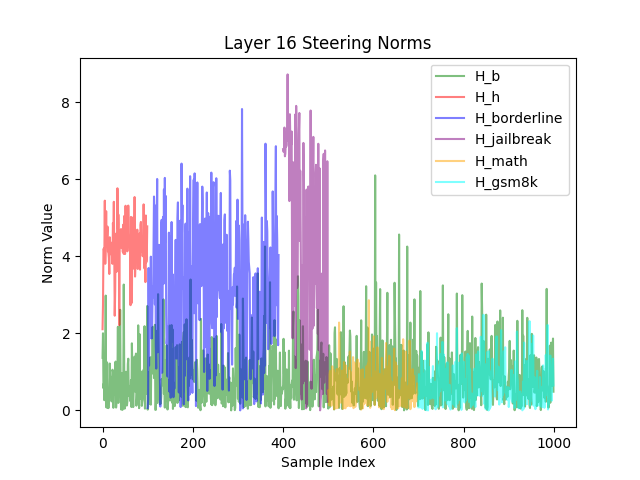 Layer 16 Steering Norms
H_b
H_h
H_borderline
H_jailbreak
H_math
H_gsm8k
Norm Value
8
6
4
2
0
0 200 400 600 800 1000
Sample Index